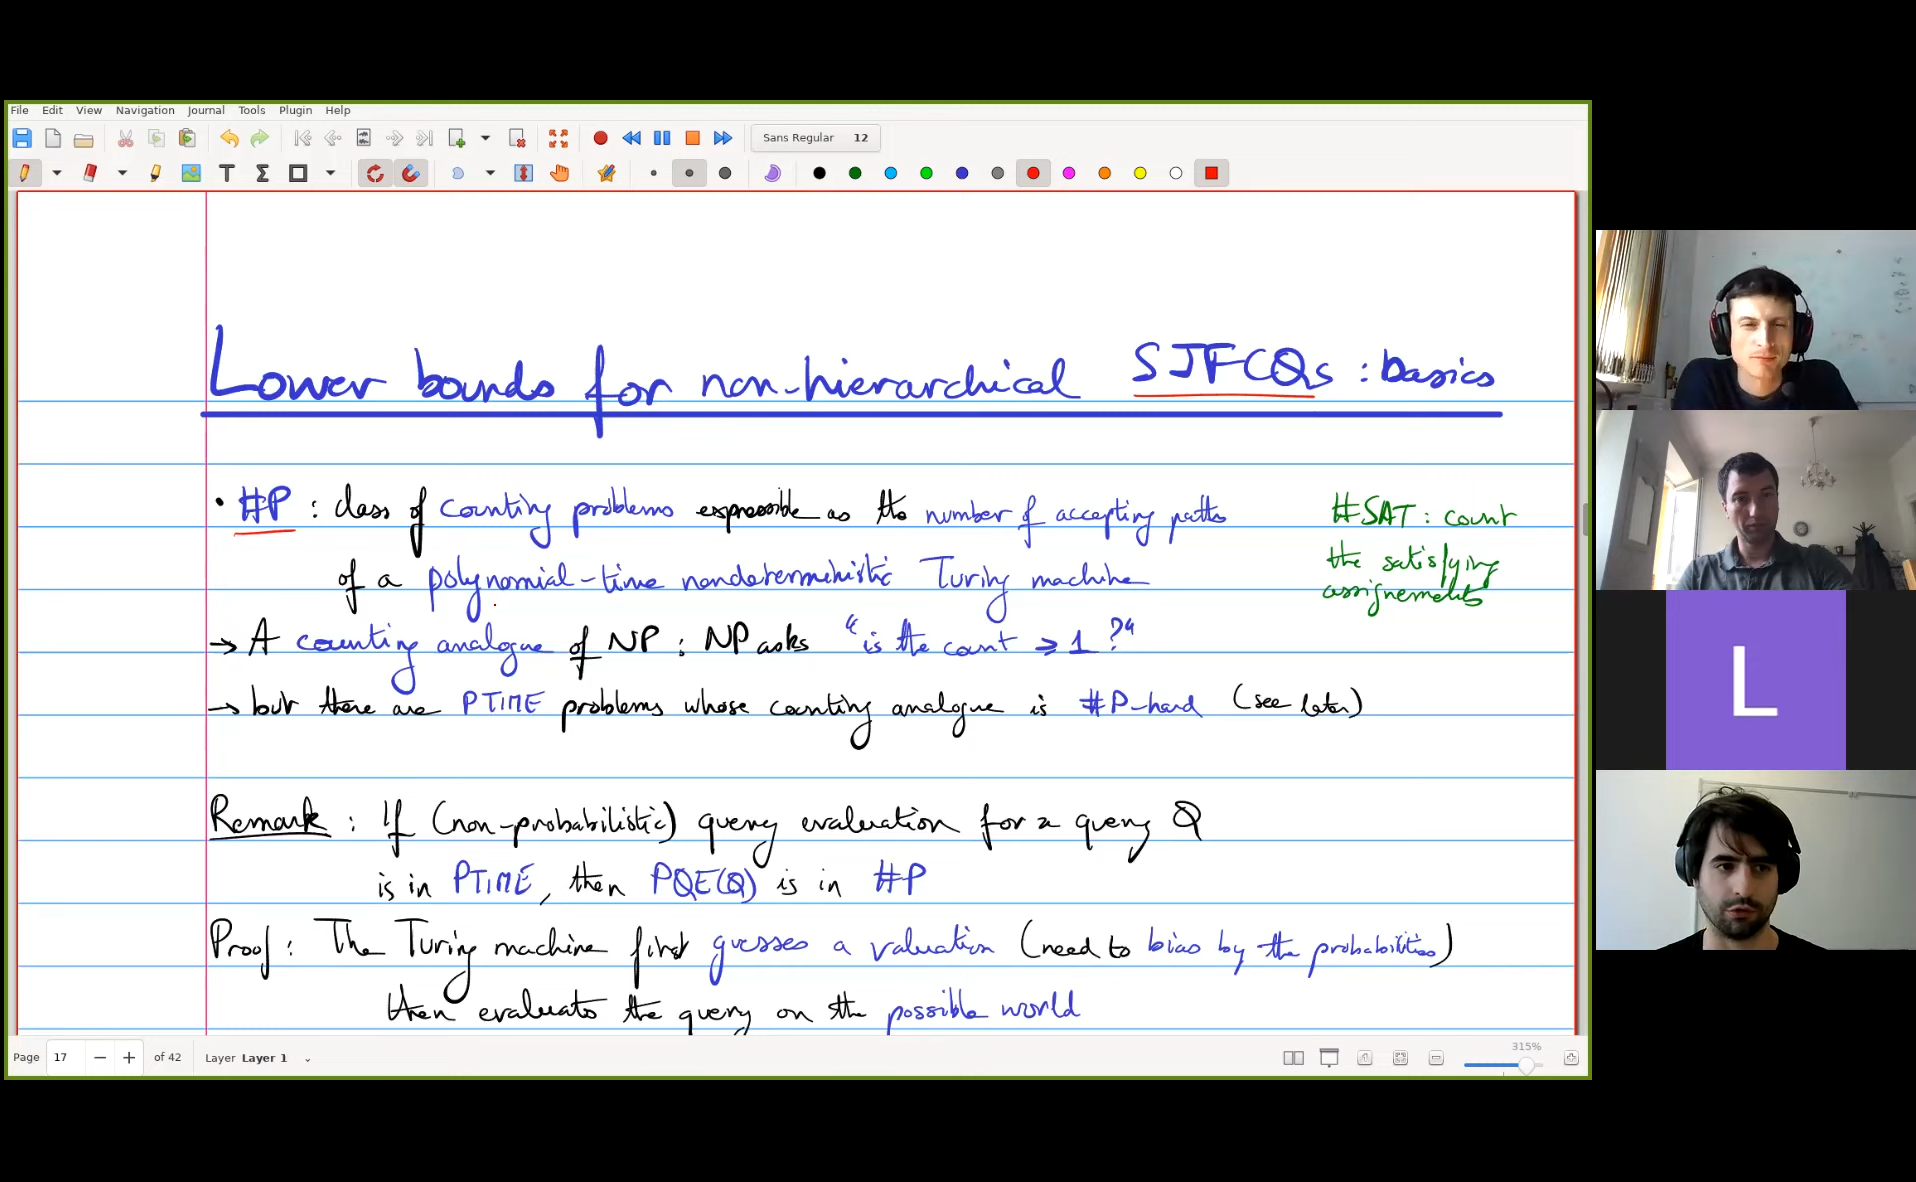 File Edit View Navigation Journal Tools Plugin Help
Sans Regular 12
Lower bounds for non-hierarchical SJFCQs : basics
• #P : class of counting problems expressible as the number of accepting paths
of a polynomial-time nondeterministic Turing machine
#SAT : count
the satisfying
assignements
→ A counting analogue of NP : NP asks "is the count ⩾ 1 ?"
→ but there are PTIME problems whose counting analogue is #P-hard (see later)
Remark : If (non-probabilistic) query evaluation for a query Q
is in PTIME, then PQE(Q) is in #P
Proof : The Turing machine first guesses a valuation (need to bias by the probabilities)
then evaluates the query on the possible world
Page 17 of 42 Layer Layer 1
315%
L